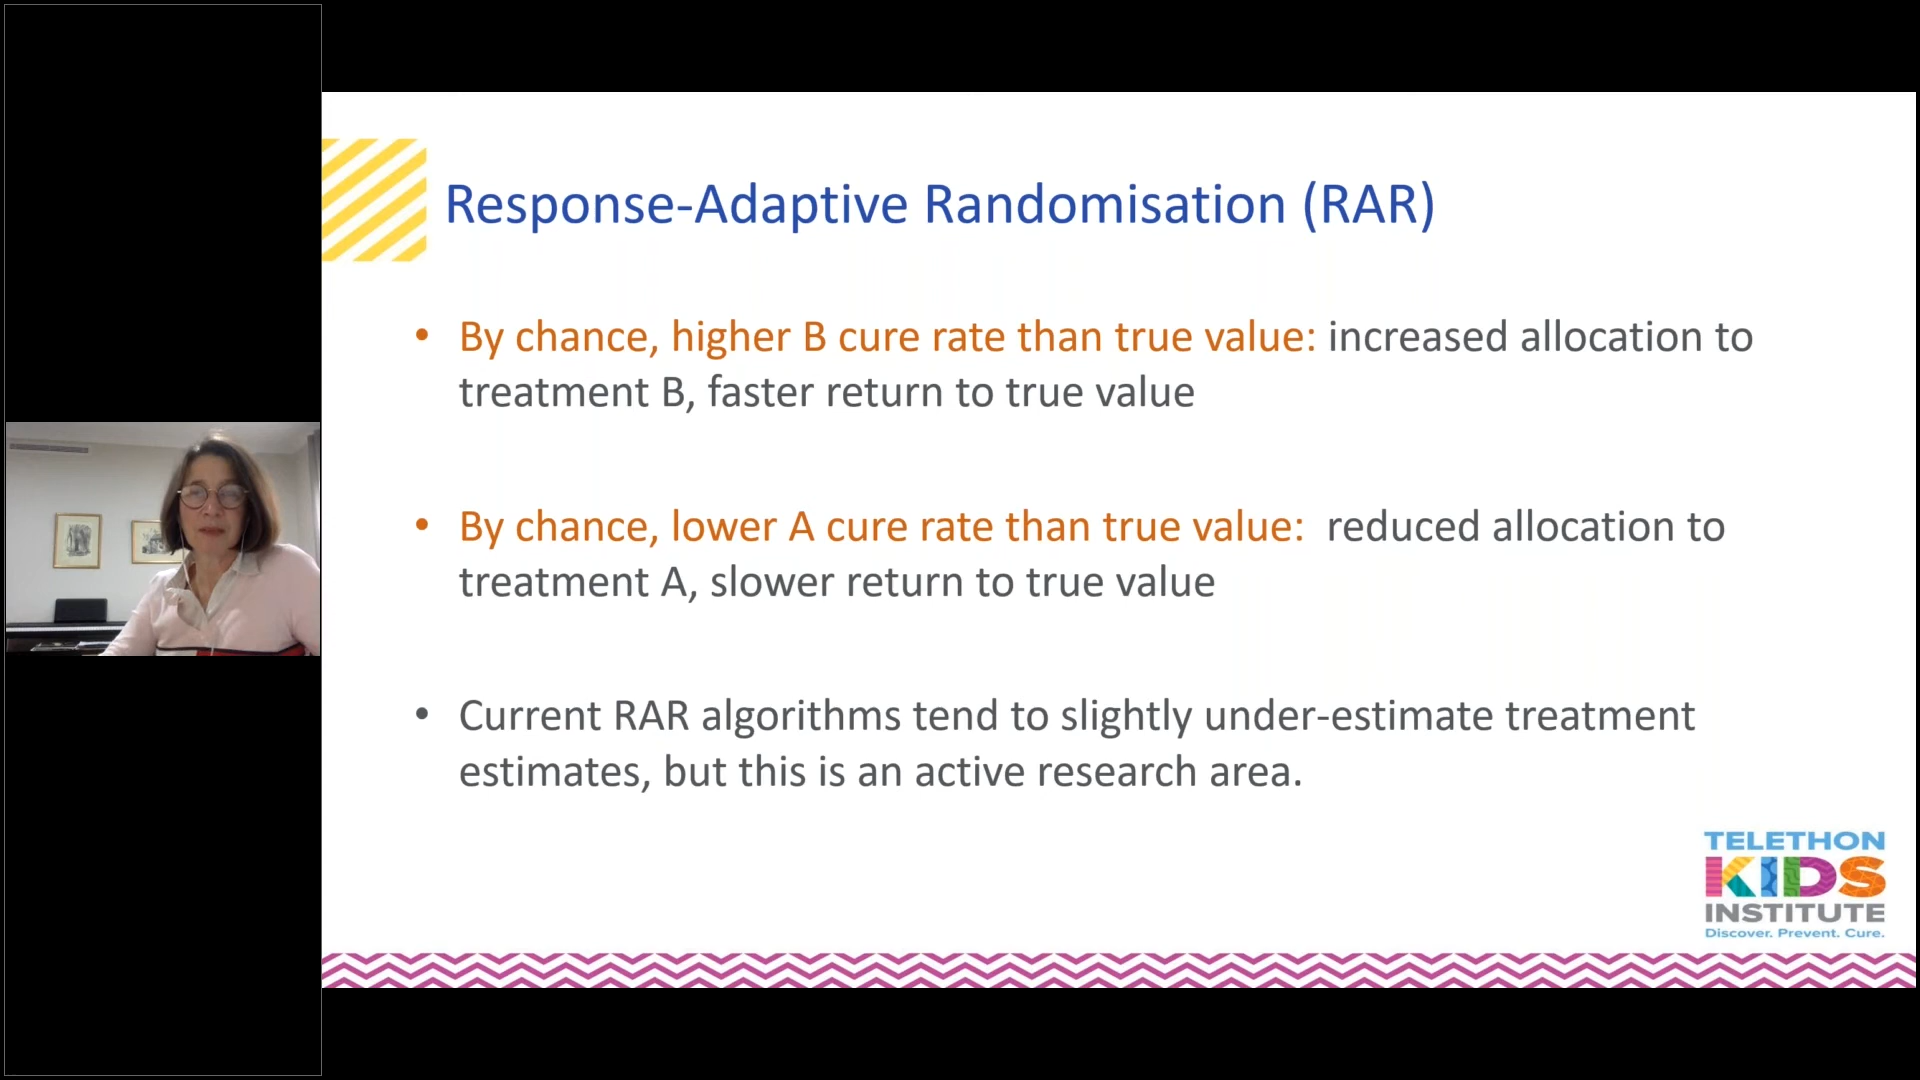 Response-Adaptive Randomisation (RAR)
• By chance, higher B cure rate than true value: increased allocation to
treatment B, faster return to true value
• By chance, lower A cure rate than true value:  reduced allocation to
treatment A, slower return to true value
• Current RAR algorithms tend to slightly under-estimate treatment
estimates, but this is an active research area.
TELETHON
KIDS
INSTITUTE
Discover. Prevent. Cure.